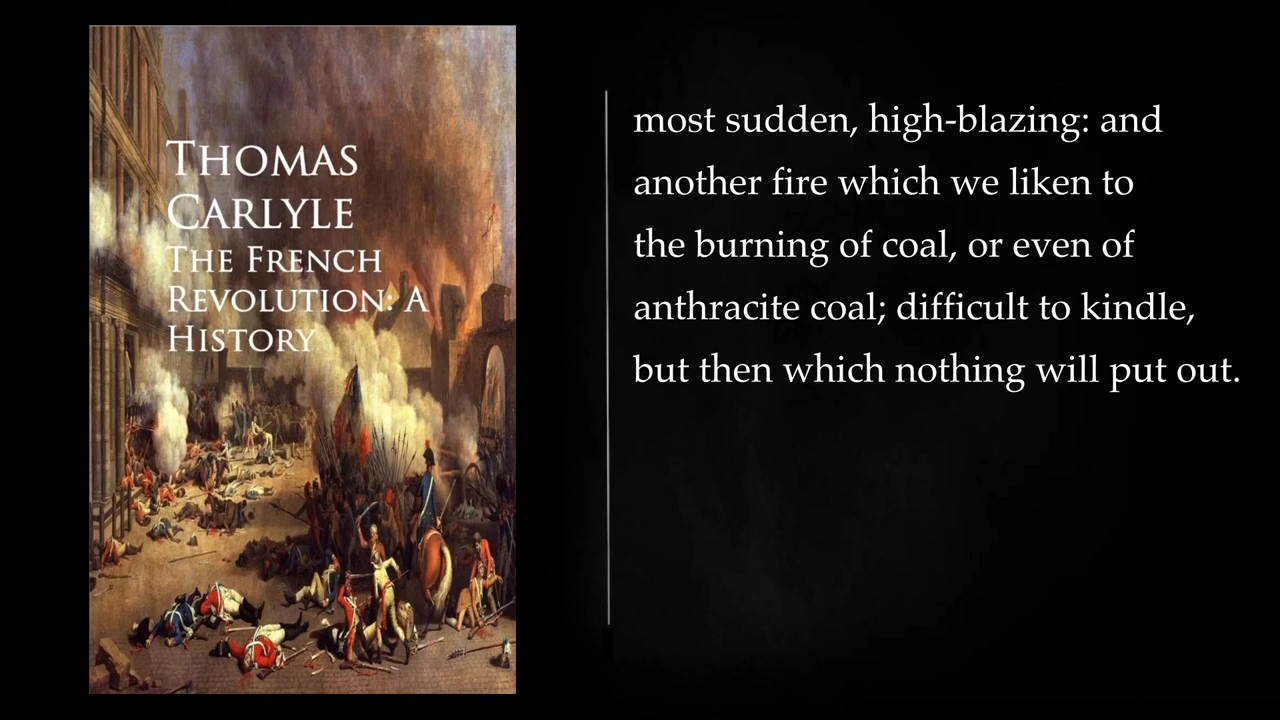 THOMAS
CARLYLE
THE FRENCH
REVOLUTION: A
HISTORY
most sudden, high-blazing: and
another fire which we liken to
the burning of coal, or even of
anthracite coal; difficult to kindle,
but then which nothing will put out.